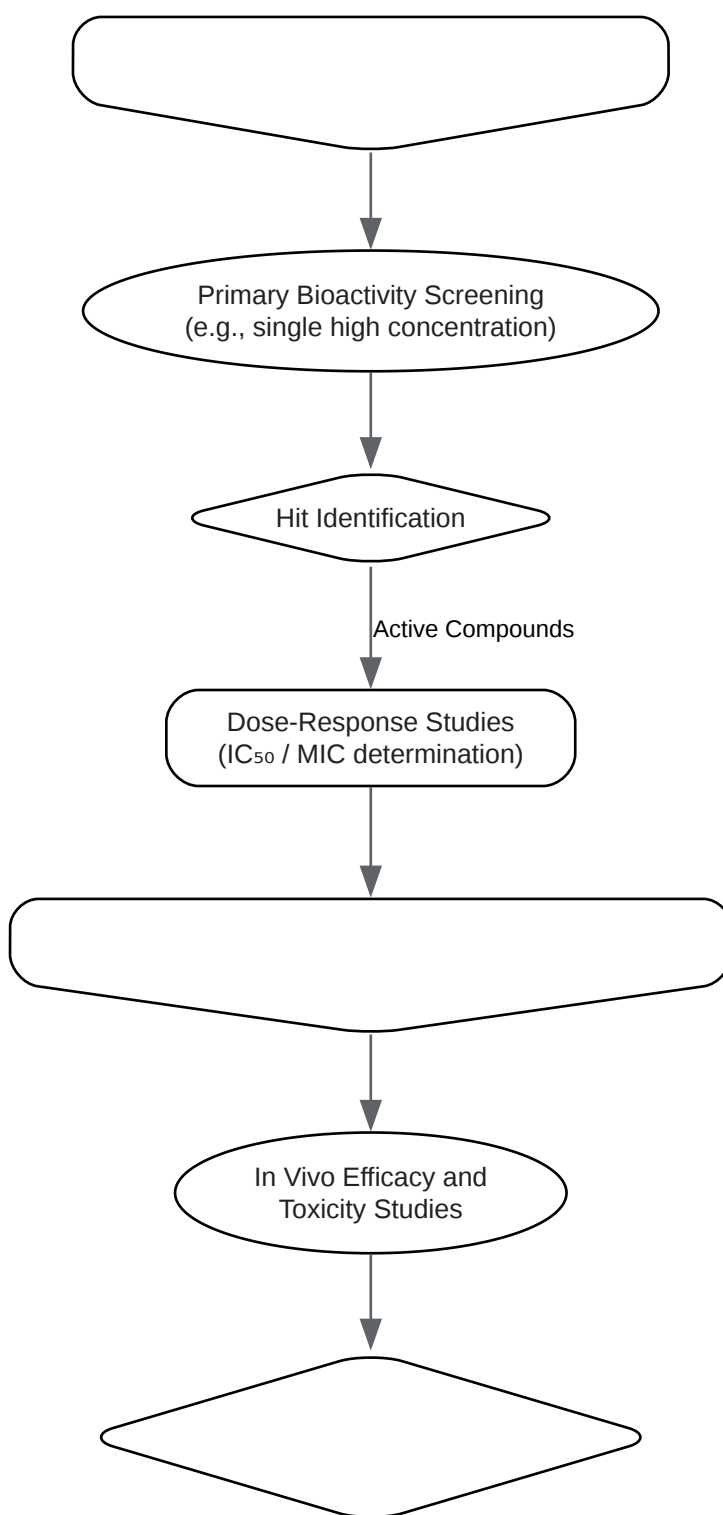 Primary Bioactivity Screening
(e.g., single high concentration)
Hit Identification
Active Compounds
Dose-Response Studies
(IC₅₀ / MIC determination)
In Vivo Efficacy and
Toxicity Studies